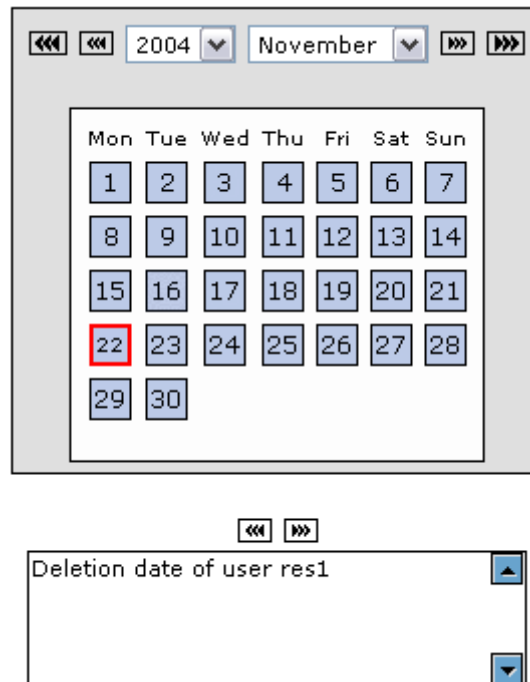 2004 November
Mon Tue Wed Thu Fri Sat Sun
1 2 3 4 5 6 7
8 9 10 11 12 13 14
15 16 17 18 19 20 21
22 23 24 25 26 27 28
29 30
Deletion date of user res1